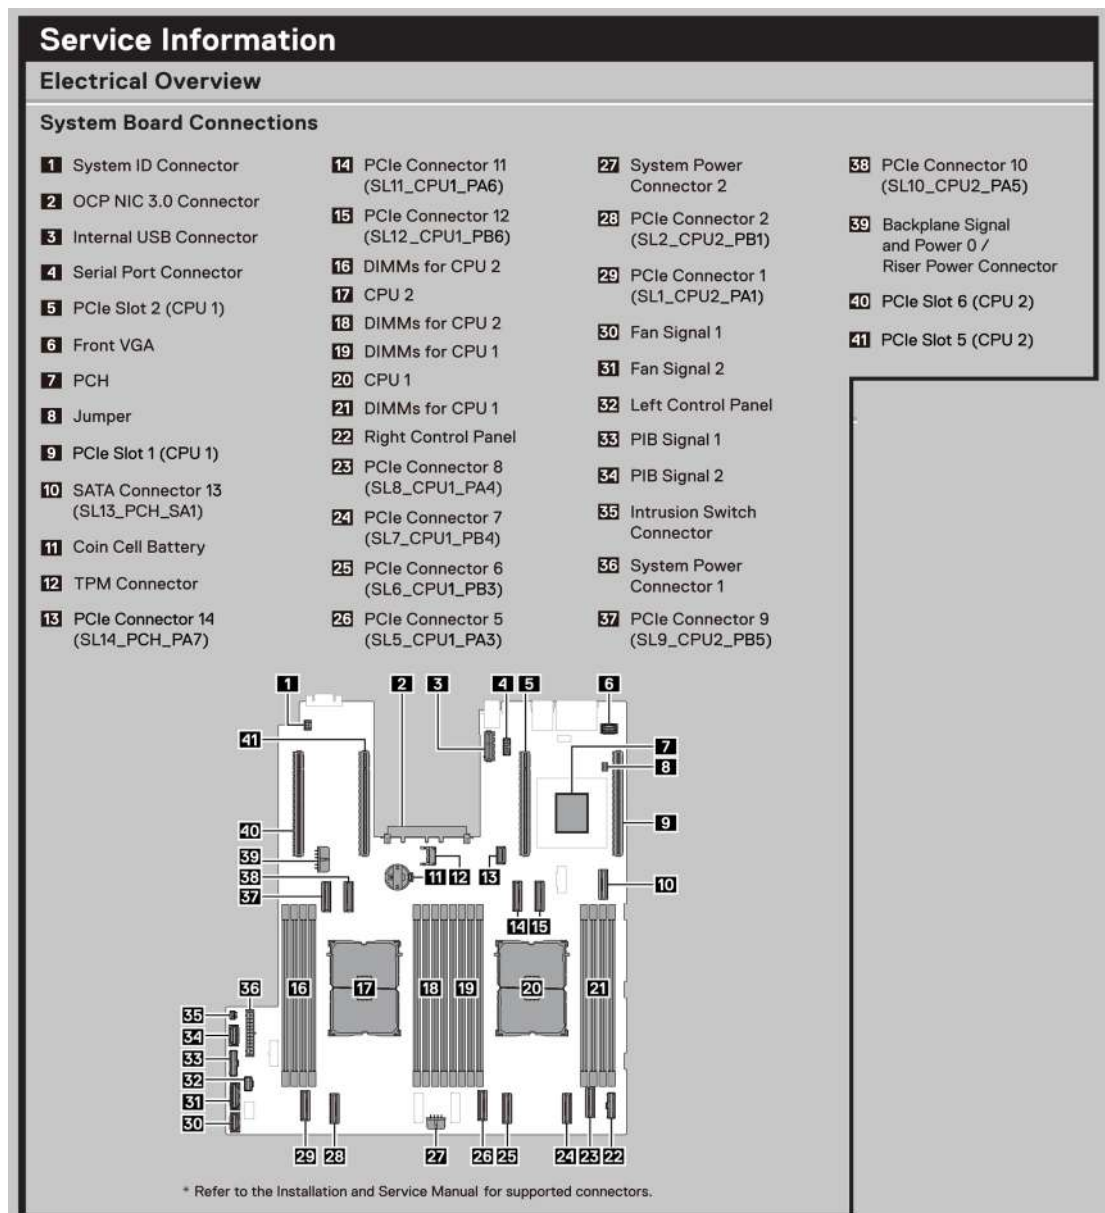 Service Information
Electrical Overview
System Board Connections
1 System ID Connector
2 OCP NIC 3.0 Connector
3 Internal USB Connector
4 Serial Port Connector
5 PCIe Slot 2 (CPU 1)
6 Front VGA
7 PCH
8 Jumper
9 PCIe Slot 1 (CPU 1)
10 SATA Connector 13
(SL13_PCH_SA1)
11 Coin Cell Battery
12 TPM Connector
13 PCIe Connector 14
(SL14_PCH_PA7)
14 PCIe Connector 11
(SL11_CPU1_PA6)
15 PCIe Connector 12
(SL12_CPU1_PB6)
16 DIMMs for CPU 2
17 CPU 2
18 DIMMs for CPU 2
19 DIMMs for CPU 1
20 CPU 1
21 DIMMs for CPU 1
22 Right Control Panel
23 PCIe Connector 8
(SL8_CPU1_PA4)
24 PCIe Connector 7
(SL7_CPU1_PB4)
25 PCIe Connector 6
(SL6_CPU1_PB3)
26 PCIe Connector 5
(SL5_CPU1_PA3)
27 System Power
Connector 2
28 PCIe Connector 2
(SL2_CPU2_PB1)
29 PCIe Connector 1
(SL1_CPU2_PA1)
30 Fan Signal 1
31 Fan Signal 2
32 Left Control Panel
33 PIB Signal 1
34 PIB Signal 2
35 Intrusion Switch
Connector
36 System Power
Connector 1
37 PCIe Connector 9
(SL9_CPU2_PB5)
38 PCIe Connector 10
(SL10_CPU2_PA5)
39 Backplane Signal
and Power 0 /
Riser Power Connector
40 PCIe Slot 6 (CPU 2)
41 PCIe Slot 5 (CPU 2)
1 2 3 4 5 6
41 7
8
40 9
39
38 11 12 13 10
37
14 15
36 16 17 18 19 20 21
35
34
33
32
31
30
29 28 27 26 25 24 23 22
* Refer to the Installation and Service Manual for supported connectors.